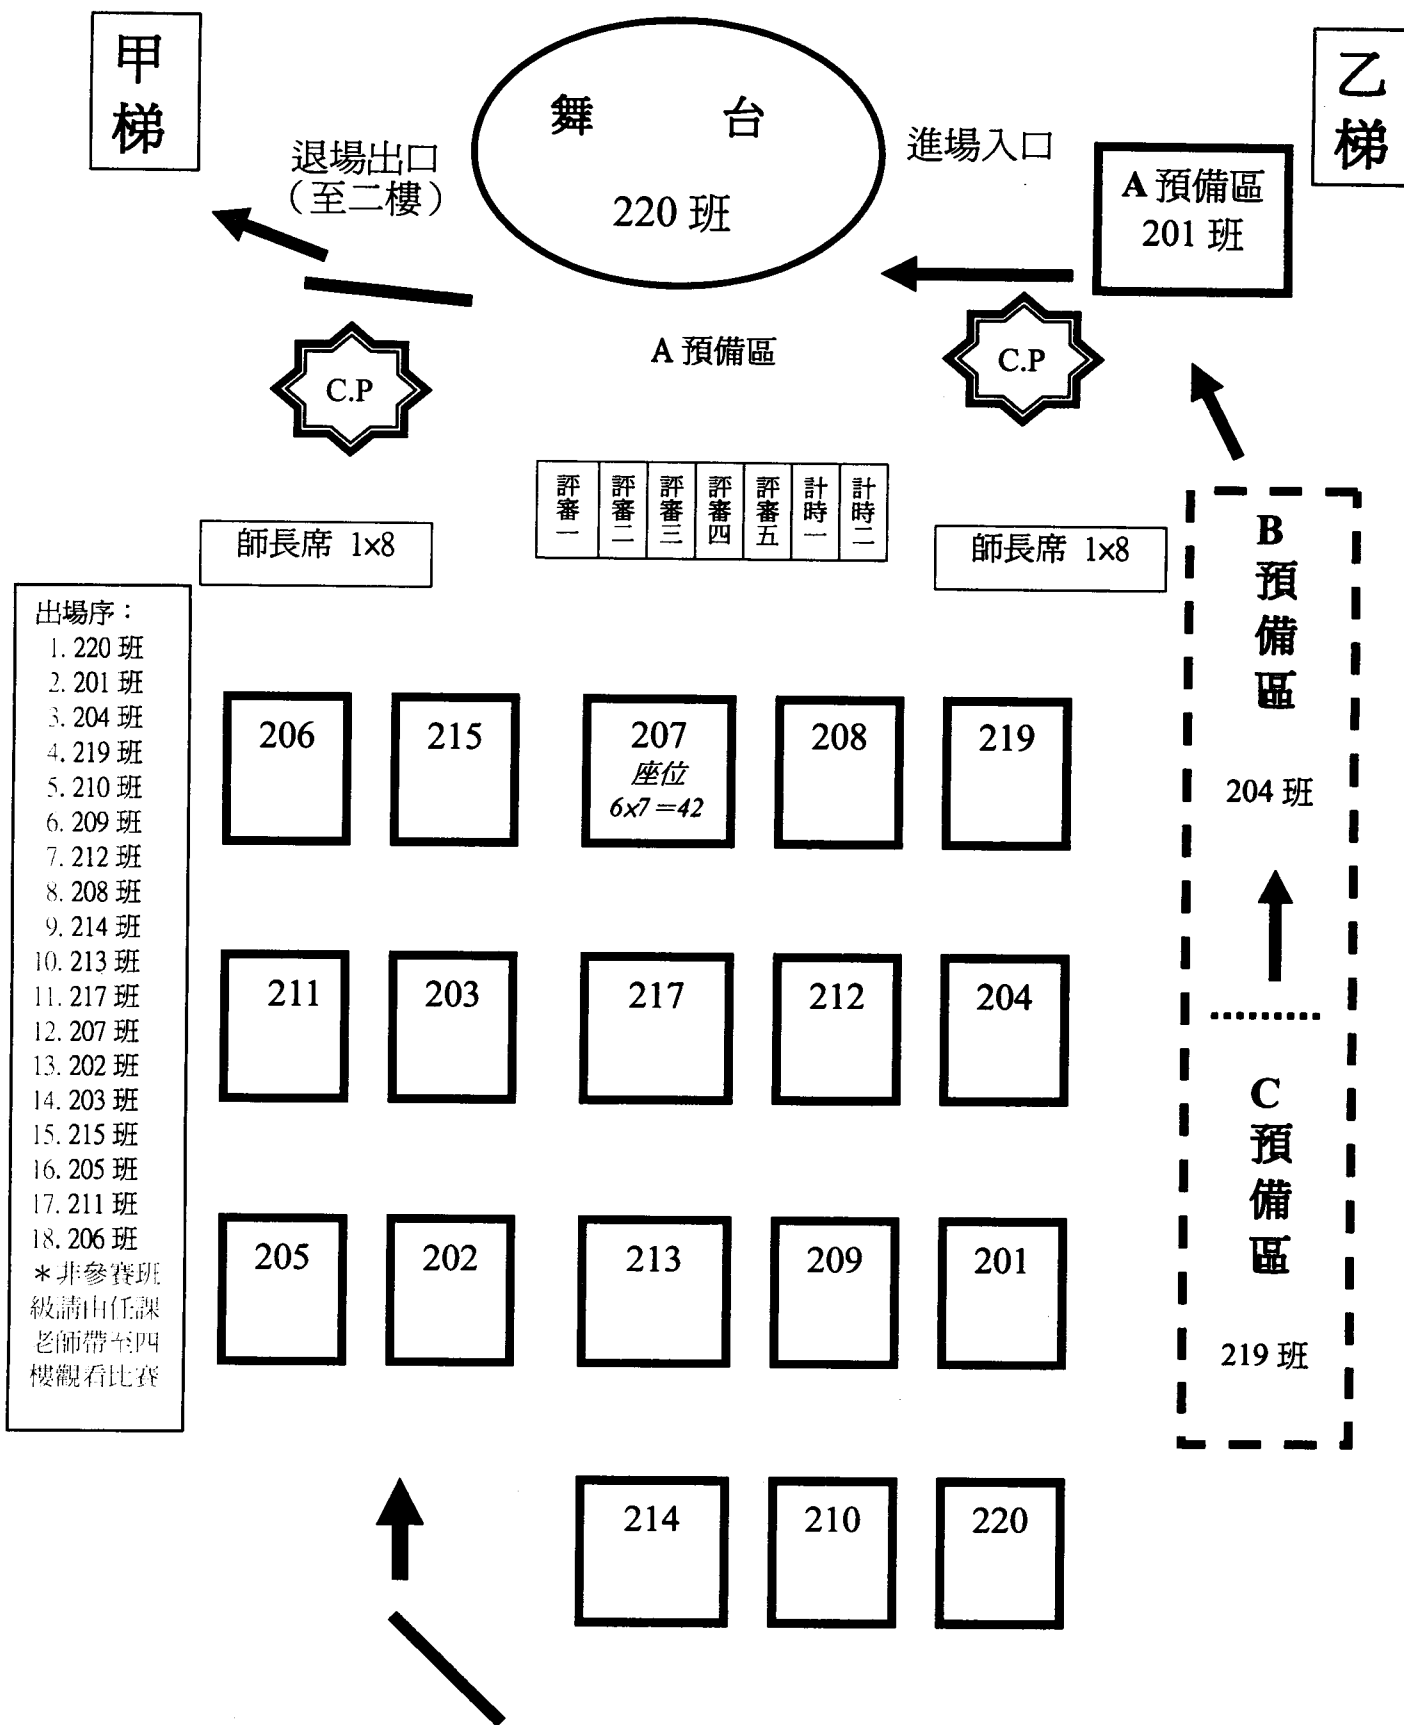 甲梯
舞 台
220 班
乙梯
退場出口
（至二樓）
進場入口
A 預備區
201 班
A 預備區
C.P
C.P
評審一
評審二
評審三
評審四
評審五
計時一
計時二
師長席 1×8
師長席 1×8
B 預備區
204 班
C 預備區
219 班
出場序：
1. 220 班
2. 201 班
3. 204 班
4. 219 班
5. 210 班
6. 209 班
7. 212 班
8. 208 班
9. 214 班
10. 213 班
11. 217 班
12. 207 班
13. 202 班
14. 203 班
15. 215 班
16. 205 班
17. 211 班
18. 206 班
＊非參賽班
級請由任課
老師帶至四
樓觀看比賽
206
215
207
座位
6x7＝42
208
219
211
203
217
212
204
205
202
213
209
201
214
210
220